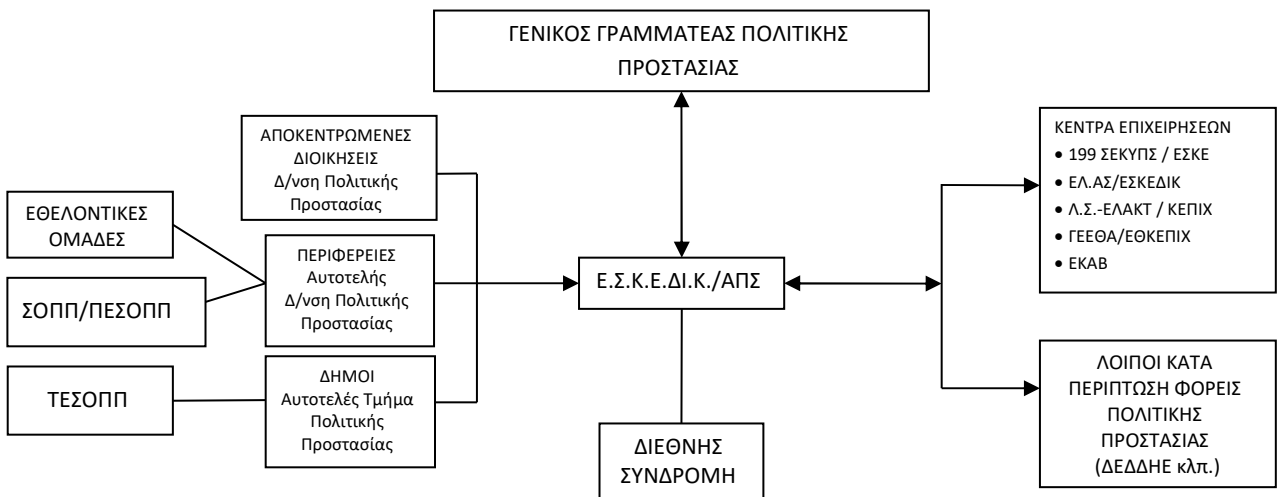 ΓΕΝΙΚΟΣ ΓΡΑΜΜΑΤΕΑΣ ΠΟΛΙΤΙΚΗΣ
ΠΡΟΣΤΑΣΙΑΣ
ΑΠΟΚΕΝΤΡΩΜΕΝΕΣ
ΔΙΟΙΚΗΣΕΙΣ
Δ/νση Πολιτικής
Προστασίας
ΕΘΕΛΟΝΤΙΚΕΣ
ΟΜΑΔΕΣ
ΣΟΠΠ/ΠΕΣΟΠΠ
ΤΕΣΟΠΠ
ΠΕΡΙΦΕΡΕΙΕΣ
Αυτοτελής
Δ/νση Πολιτικής
Προστασίας
ΔΗΜΟΙ
Αυτοτελές Τμήμα
Πολιτικής
Προστασίας
Ε.Σ.Κ.Ε.ΔΙ.Κ./ΑΠΣ
ΔΙΕΘΝΗΣ
ΣΥΝΔΡΟΜΗ
ΚΕΝΤΡΑ ΕΠΙΧΕΙΡΗΣΕΩΝ
• 199 ΣΕΚΥΠΣ / ΕΣΚΕ
• ΕΛ.ΑΣ/ΕΣΚΕΔΙΚ
• Λ.Σ.-ΕΛΑΚΤ / ΚΕΠΙΧ
• ΓΕΕΘΑ/ΕΘΚΕΠΙΧ
• ΕΚΑΒ
ΛΟΙΠΟΙ ΚΑΤΑ
ΠΕΡΙΠΤΩΣΗ ΦΟΡΕΙΣ
ΠΟΛΙΤΙΚΗΣ
ΠΡΟΣΤΑΣΙΑΣ
(ΔΕΔΔΗΕ κλπ.)